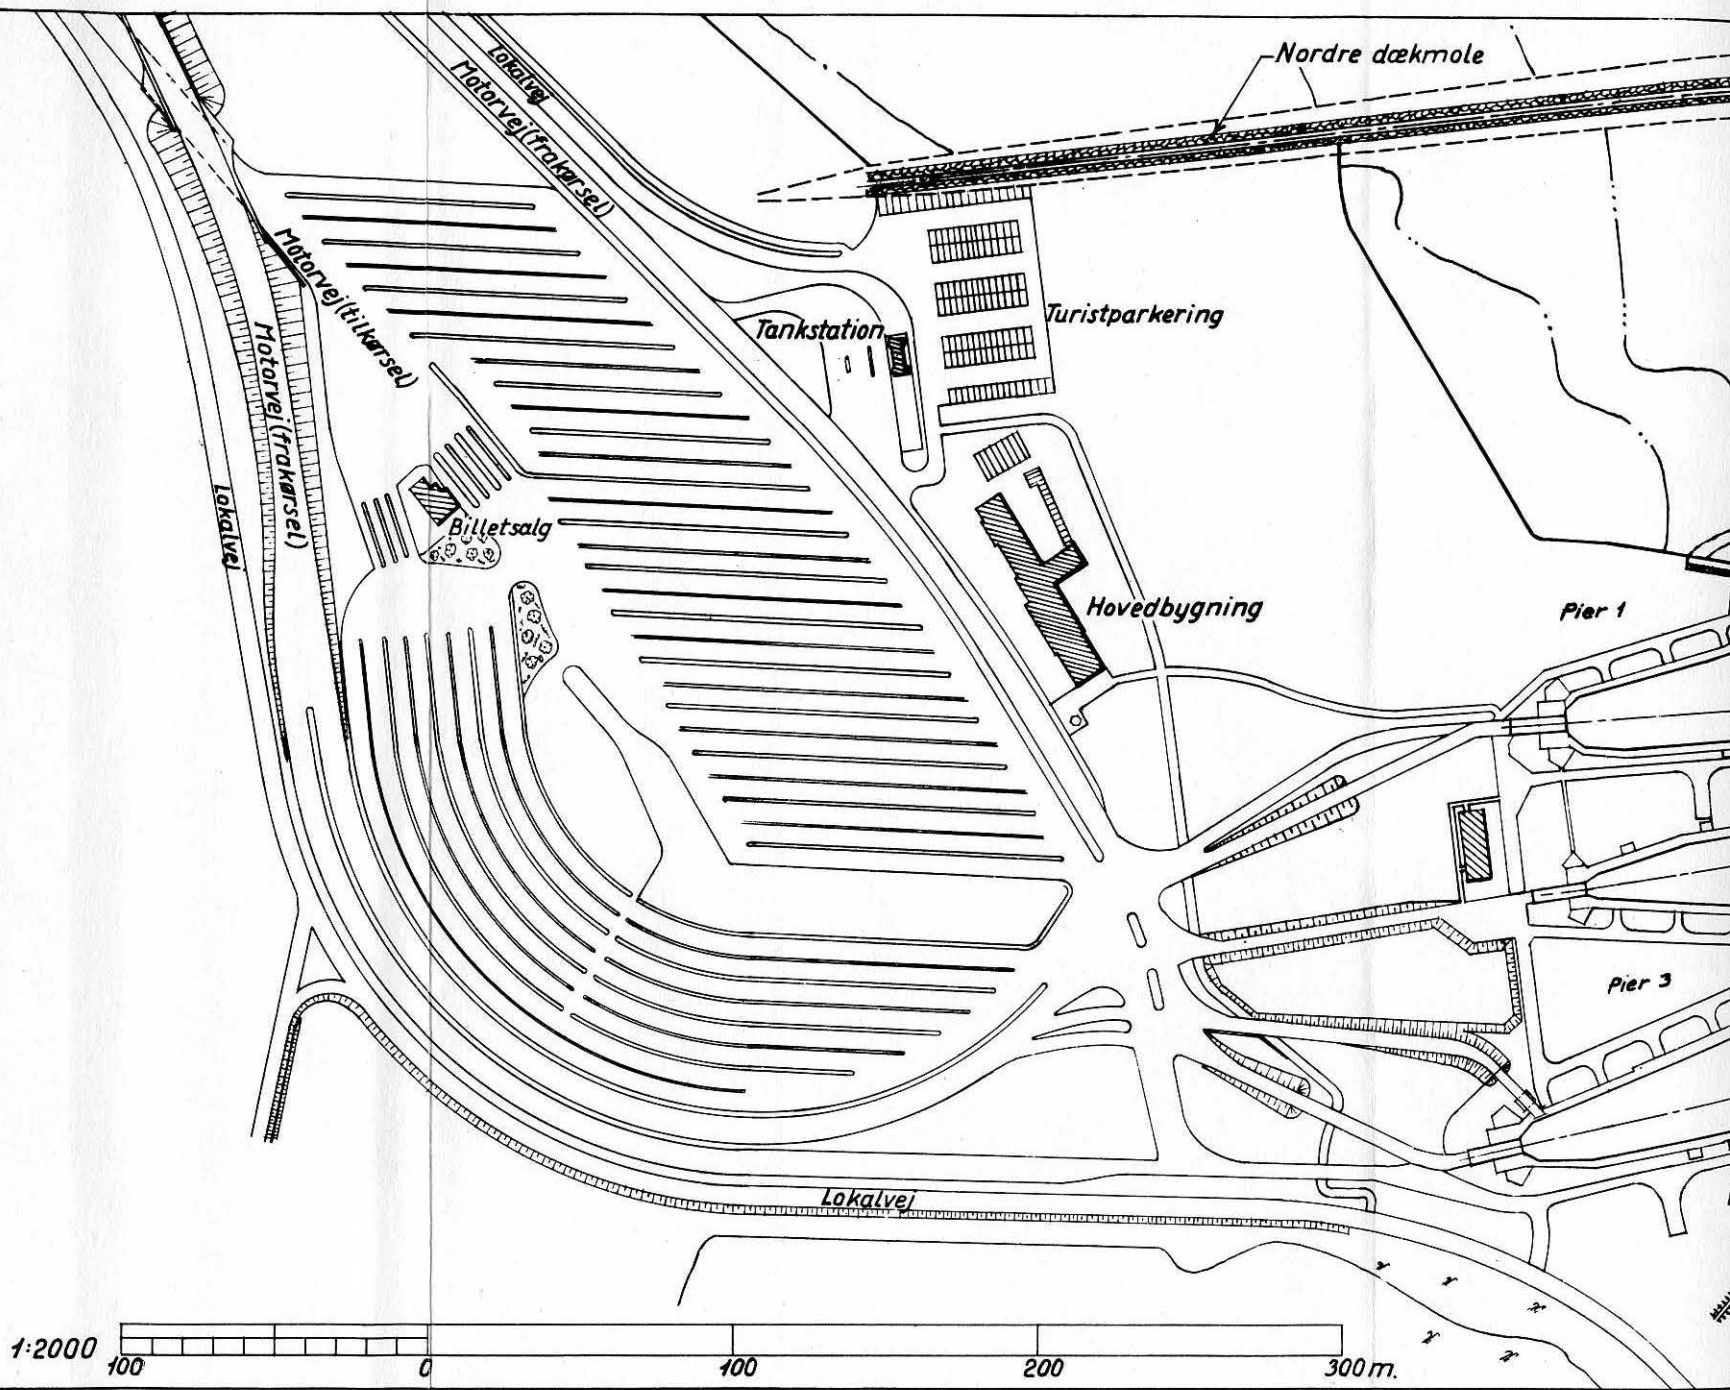 Nordre dækmole
Lokalvej
Motorvej (frakørsel)
Motorvej (tilkørsel)
Tankstation
Turistparkering
Motorvej (frakørsel)
Lokalvej
Billetsalg
Hovedbygning
Pier 1
Pier 3
Lokalvej
1:2000
100 0 100 200 300 m.